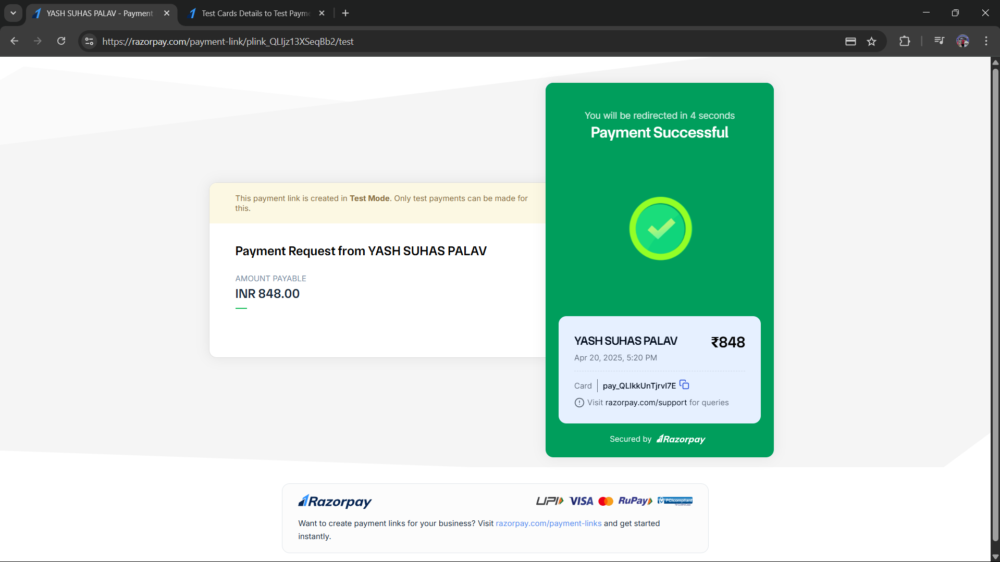 YASH SUHAS PALAV - Payment
Test Cards Details to Test Payme
https://razorpay.com/payment-link/plink_QLIjz13XSeqBb2/test
You will be redirected in 4 seconds
Payment Successful
This payment link is created in Test Mode. Only test payments can be made for
this.
Payment Request from YASH SUHAS PALAV
AMOUNT PAYABLE
INR 848.00
YASH SUHAS PALAV ₹848
Apr 20, 2025, 5:20 PM
Card pay_QLIkkUnTjrvI7E
Visit razorpay.com/support for queries
Secured by Razorpay
Razorpay UPI VISA RuPay PCI compliant
Want to create payment links for your business? Visit razorpay.com/payment-links and get started
instantly.